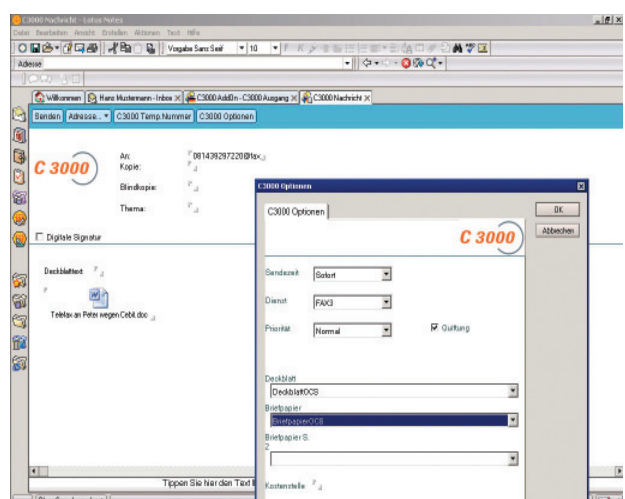 C3000 Nachricht - Lotus Notes
Datei Bearbeiten Ansicht Erstellen Aktionen Text Hilfe
Vorgabe Sans Serif 10
Adresse
Willkommen Hans Mustermann - Inbox C3000 AddOn - C3000 Ausgang C3000 Nachricht
Senden Adresse... C3000 Temp.Nummer C3000 Optionen
C 3000
An: 081439297220@fax
Kopie:
Blindkopie:
Thema:
Digitale Signatur
Deckblatttext
Telefax an Peter wegen Cebit.doc
Tippen Sie hier den Text
C3000 Optionen
C3000 Optionen
OK
Abbrechen
C 3000
Sendezeit Sofort
Dienst FAX3
Priorität Normal Quittung
Deckblatt
DeckblattOCS
Briefpapier
BriefpapierOCS
Briefpapier S.
2
Kostenstelle